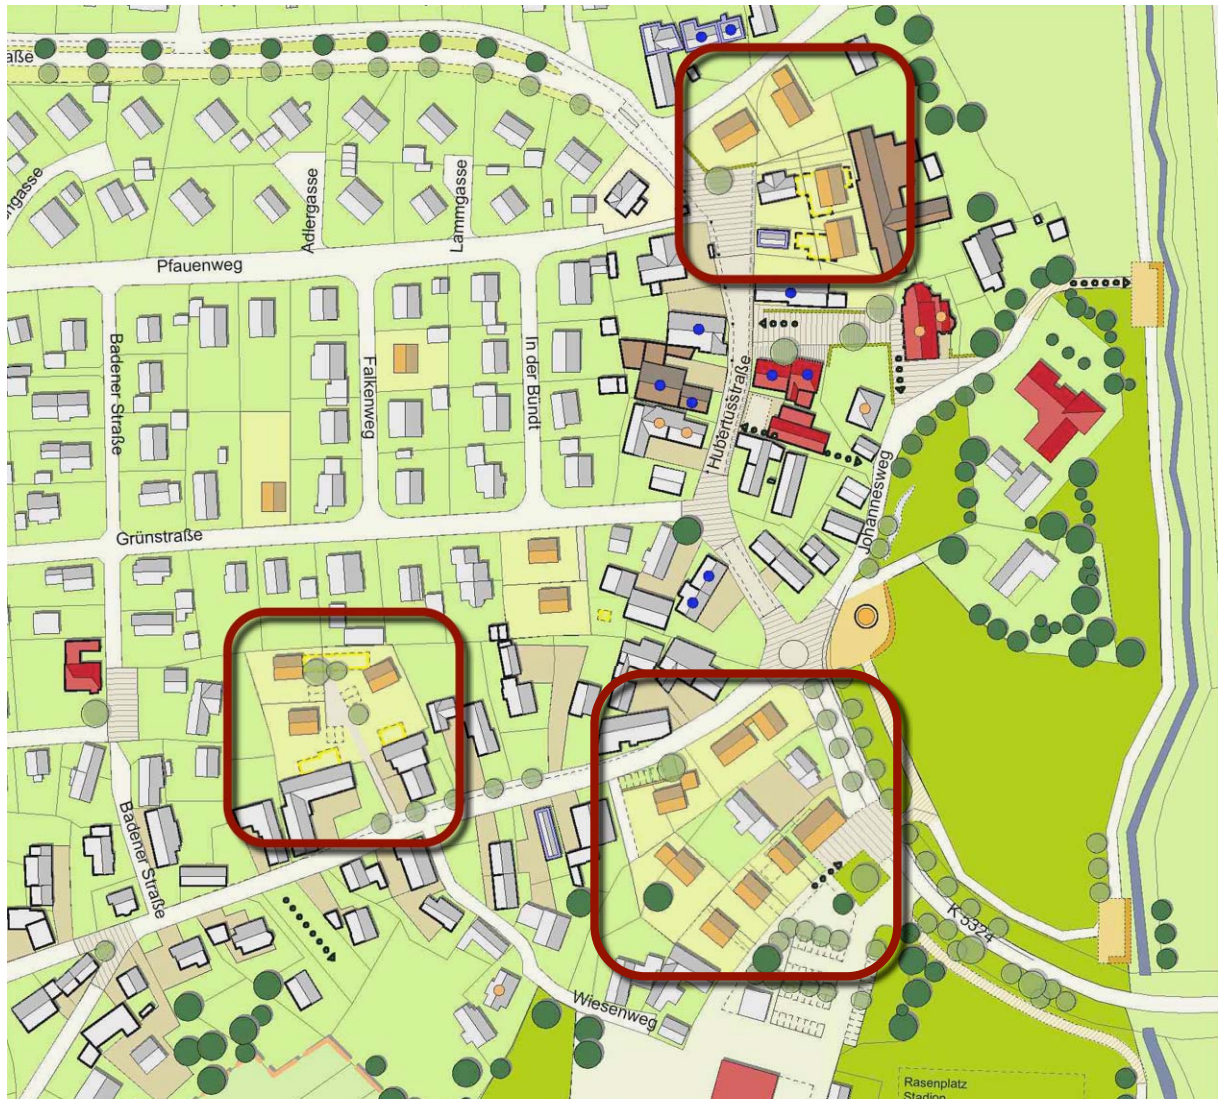 aße
Adlergasse
Lammgasse
Pfauenweg
Badener Straße
Falkenweg
In der Bündt
Hubertusstraße
Johannesweg
Grünstraße
Badener Straße
K 5324
Wiesenweg
Rasenplatz
Stadion